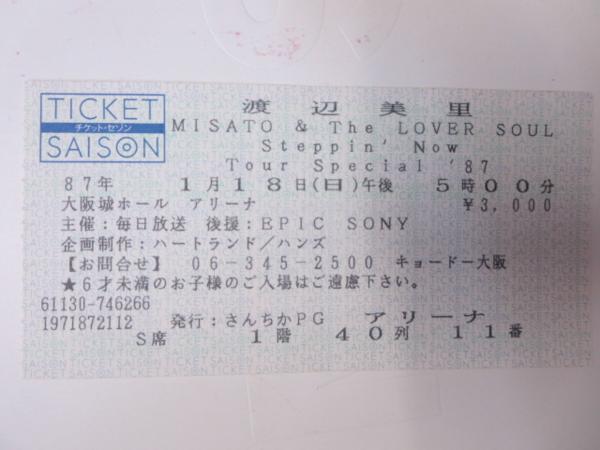 TICKET
チケット・セゾン
SAISON
渡辺美里
MISATO & The LOVER SOUL
Steppin' Now
Tour Special '87
87年 1月18日(日)午後 5時00分
大阪城ホール アリーナ ¥3,000
主催:毎日放送 後援:EPIC SONY
企画制作:ハートランド/ハンズ
【お問合せ】 06-345-2500 キョードー大阪
★6才未満のお子様のご入場はご遠慮下さい。
61130-746266
1971872112 発行:さんちかPG アリーナ
S席 1階 40列 11番